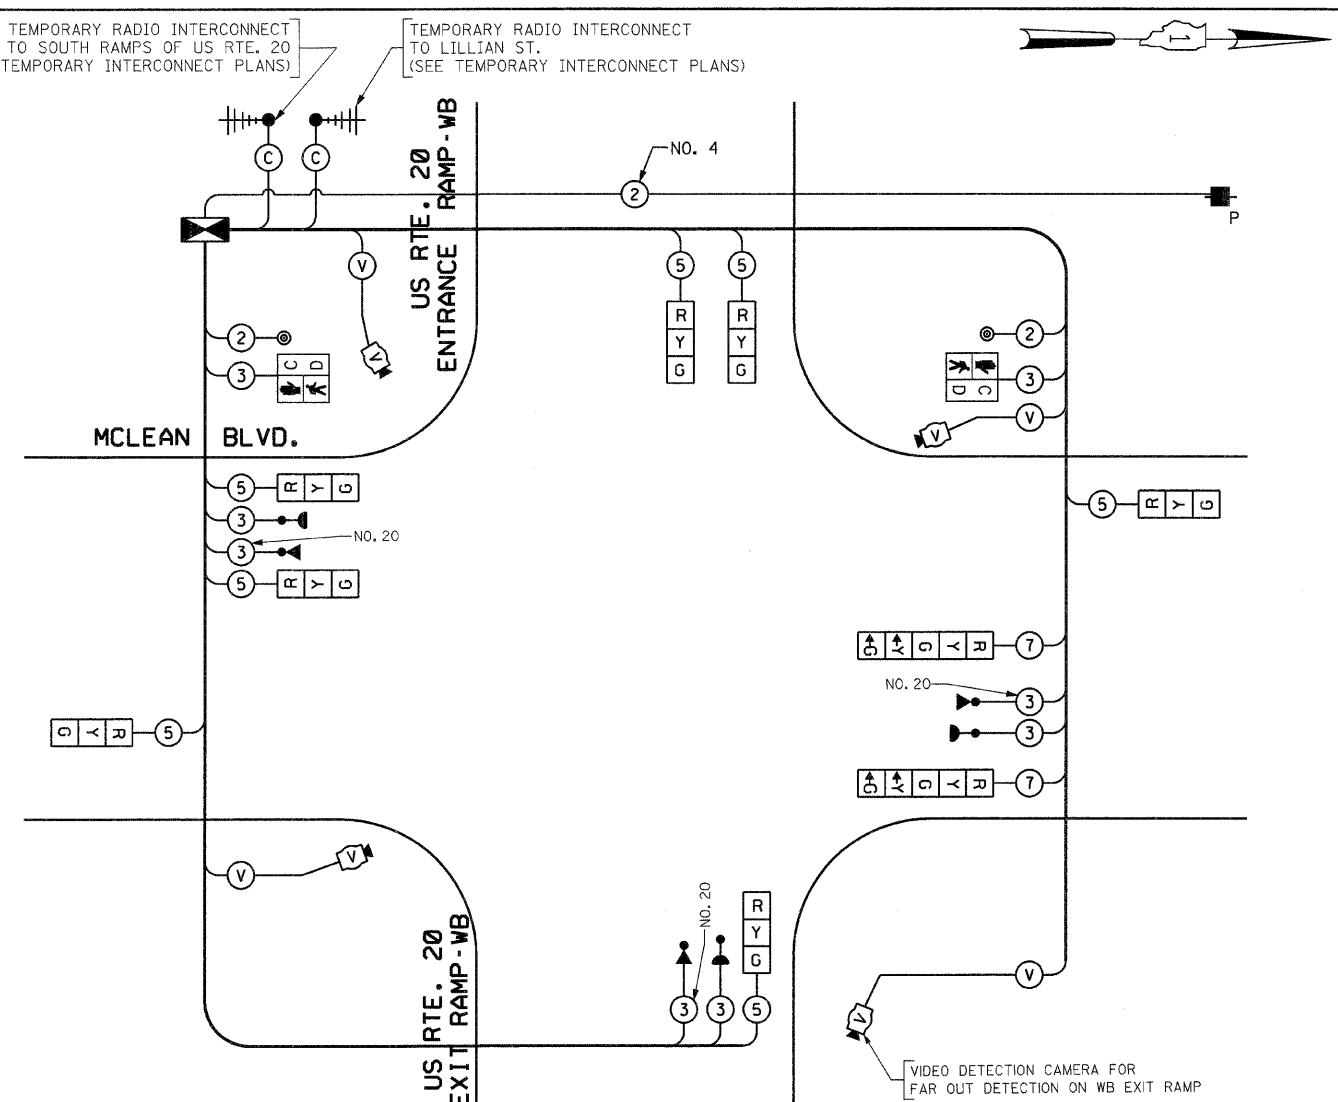 TEMPORARY RADIO INTERCONNECT
TO SOUTH RAMPS OF US RTE. 20
TEMPORARY INTERCONNECT PLANS)
TEMPORARY RADIO INTERCONNECT
TO LILLIAN ST.
(SEE TEMPORARY INTERCONNECT PLANS)
1
C
C
US RTE. 20
ENTRANCE RAMP-WB
NO. 4
2
P
V
V
5
5
R
Y
G
R
Y
G
2
3
C D
2
3
C D
V
V
MCLEAN BLVD.
5
R Y G
3
3
NO. 20
5
R Y G
5
R Y G
7
R Y G Y G
NO. 20
3
3
7
R Y G Y G
5
R Y G
V
V
US RTE. 20
EXIT RAMP-WB
NO. 20
R
Y
G
3
3
5
V
V
VIDEO DETECTION CAMERA FOR
FAR OUT DETECTION ON WB EXIT RAMP